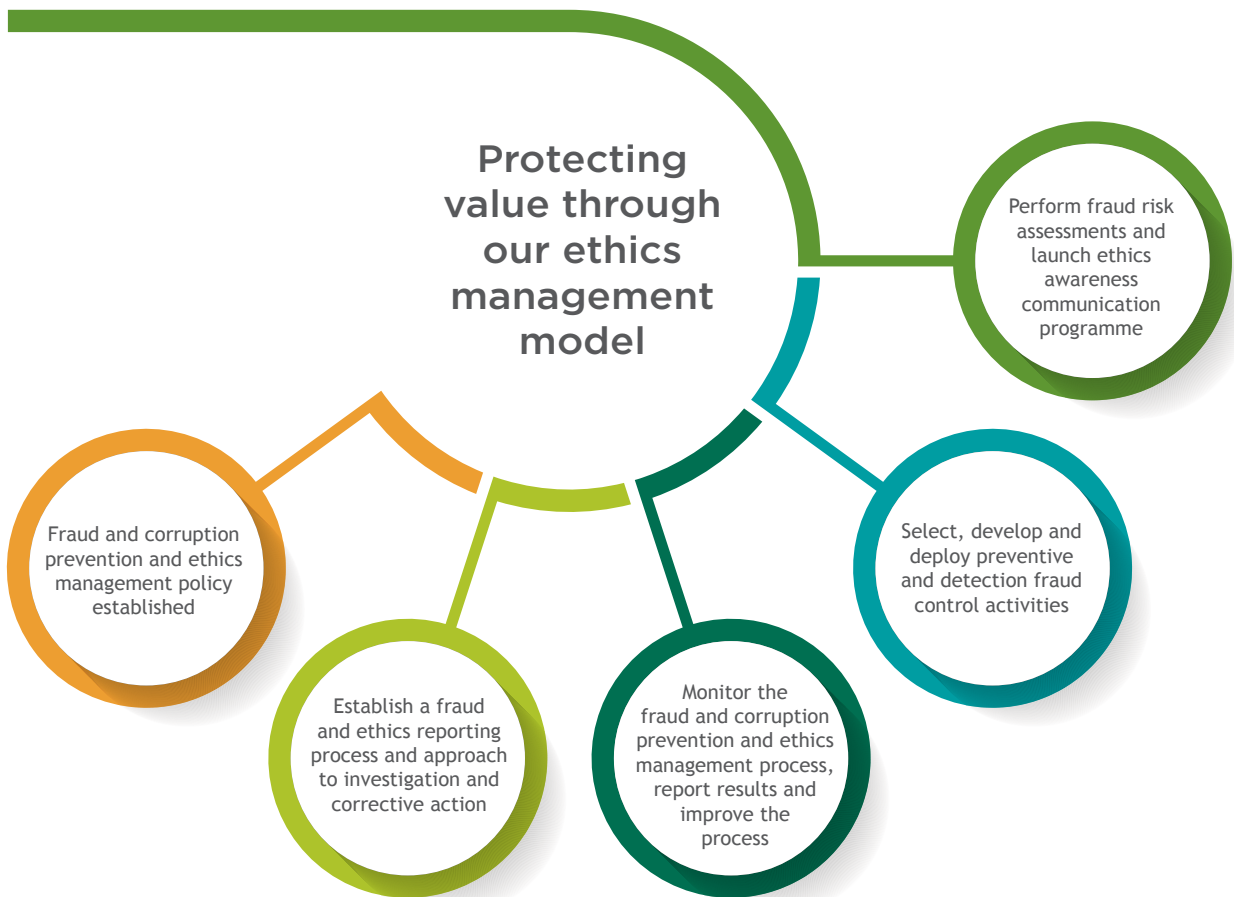 Protecting
value through
our ethics
management
model
Perform fraud risk
assessments and
launch ethics
awareness
communication
programme
Select, develop and
deploy preventive
and detection fraud
control activities
Monitor the
fraud and corruption
prevention and ethics
management process,
report results and
improve the
process
Establish a fraud
and ethics reporting
process and approach
to investigation and
corrective action
Fraud and corruption
prevention and ethics
management policy
established